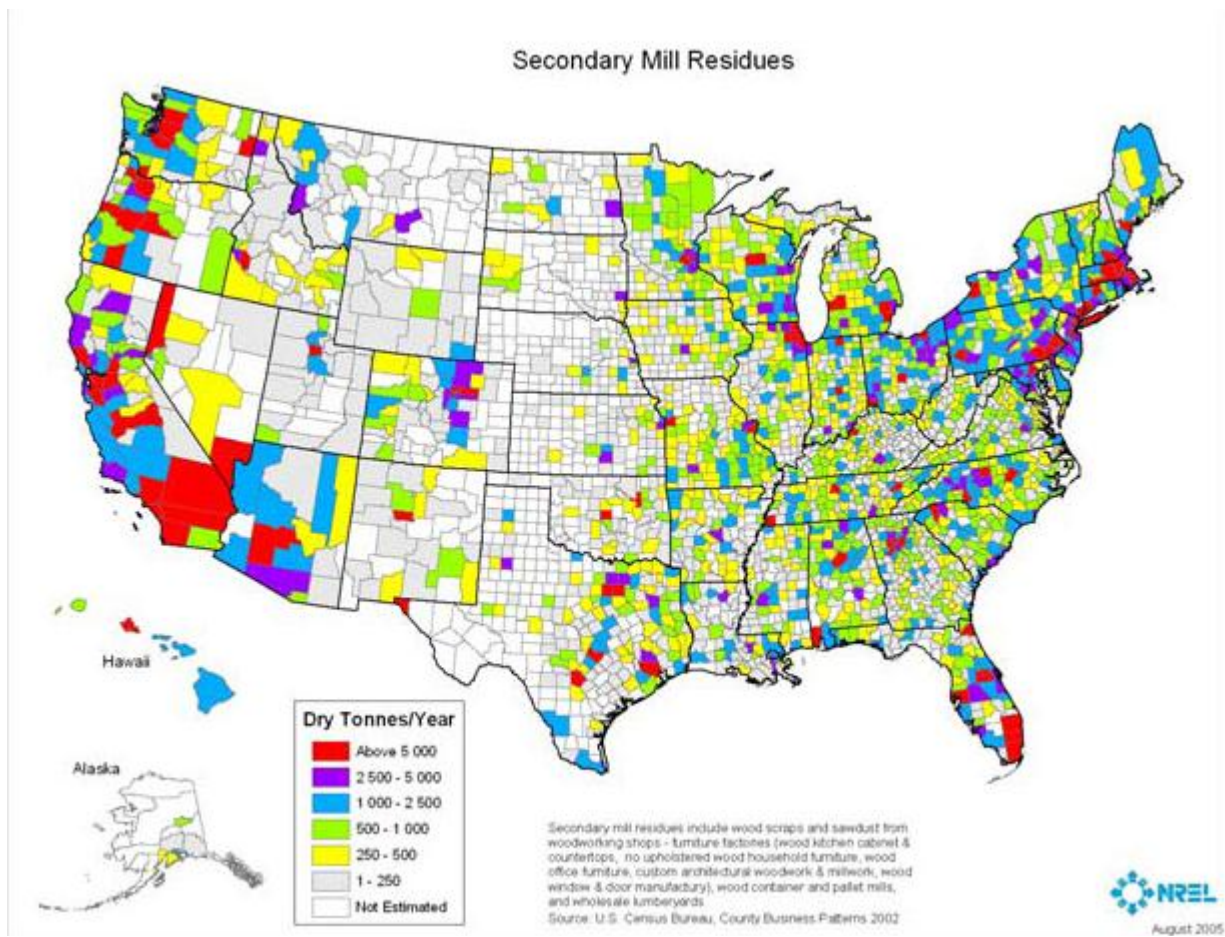 Secondary Mill Residues
Hawaii
Alaska
Dry Tonnes/Year
Above 5 000
2 500 - 5 000
1 000 - 2 500
500 - 1 000
250 - 500
1 - 250
Not Estimated
Secondary mill residues include wood scraps and sawdust from
woodworking shops - furniture factories (wood kitchen cabinet &
countertops, no upholstered wood household furniture, wood
office furniture, custom architectural woodwork & millwork, wood
window & door manufactury), wood container and pallet mills,
and wholesale lumberyards
Source: U.S. Census Bureau, County Business Patterns 2002
NREL
August 2005